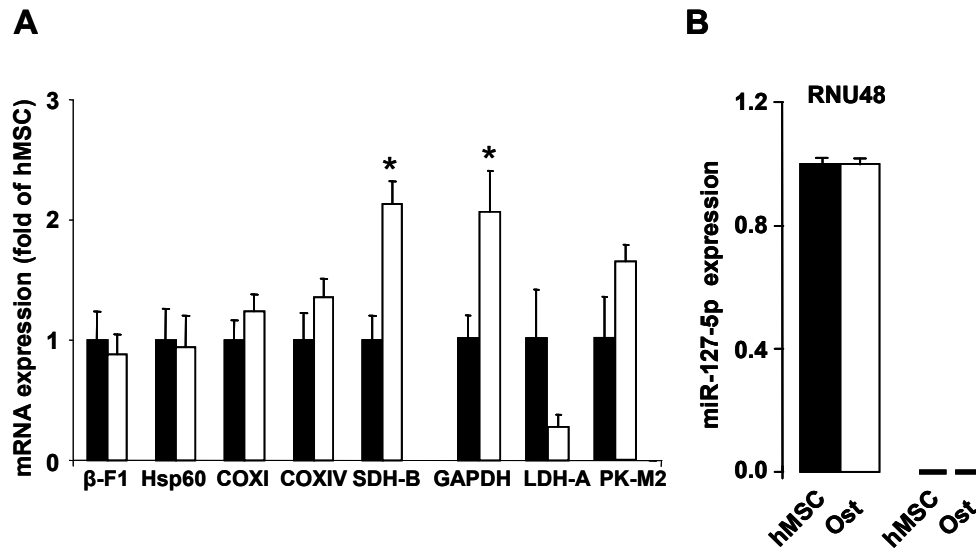 A
mRNA expression (fold of hMSC)
3
2
1
0
*
*
β-F1 Hsp60 COXI COXIV SDH-B GAPDH LDH-A PK-M2
B
miR-127-5p expression
1.2
0.8
0.4
0.0
RNU48
hMSC
Ost
hMSC
Ost